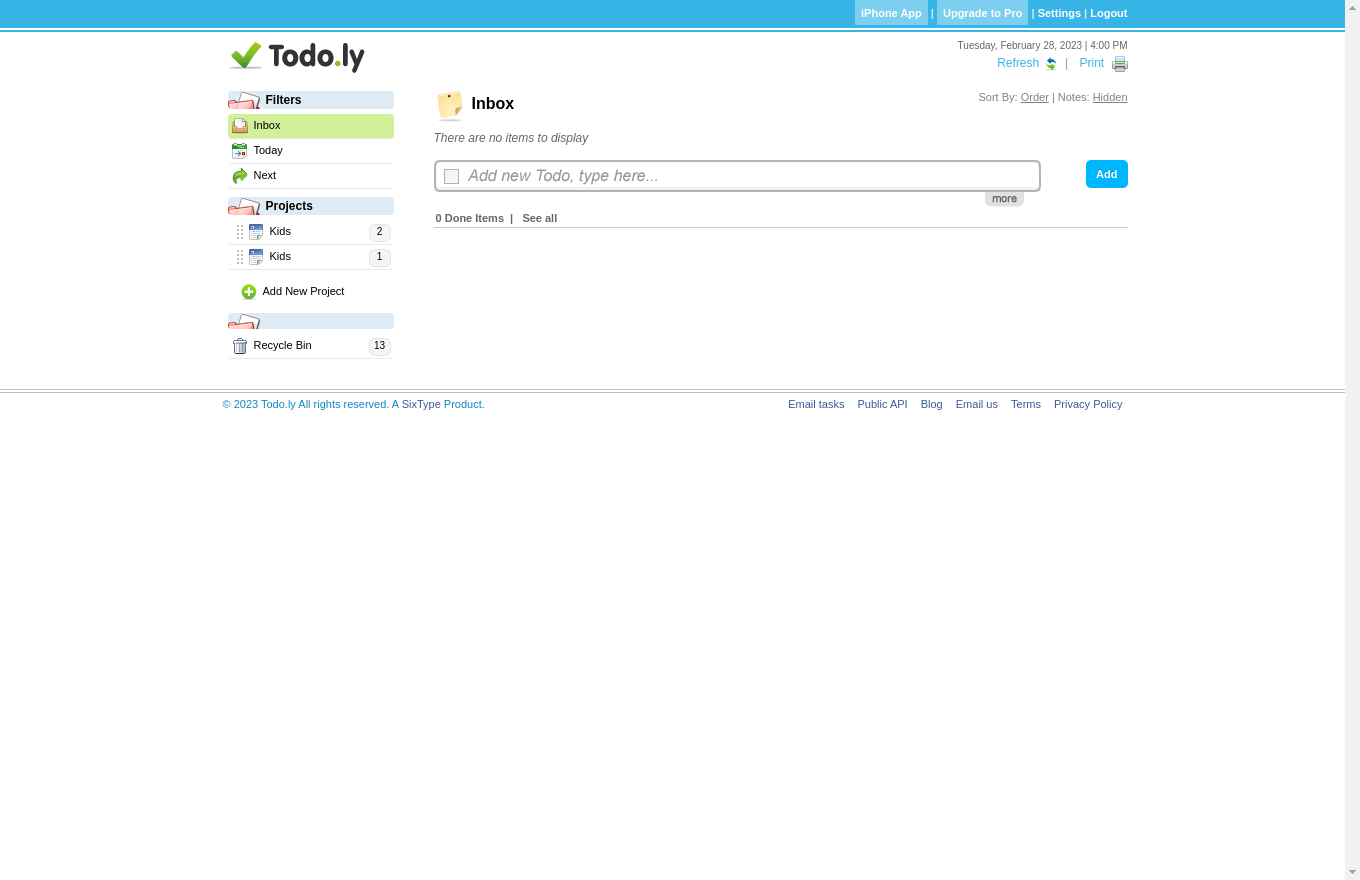 iPhone App | Upgrade to Pro | Settings | Logout
Todo.ly
Tuesday, February 28, 2023 | 4:00 PM
Refresh | Print
Filters
Inbox
Today
Next
Projects
Kids 2
Kids 1
Add New Project
Recycle Bin 13
Inbox
Sort By: Order | Notes: Hidden
There are no items to display
Add new Todo, type here...
Add
more
0 Done Items | See all
© 2023 Todo.ly All rights reserved. A SixType Product.
Email tasks Public API Blog Email us Terms Privacy Policy